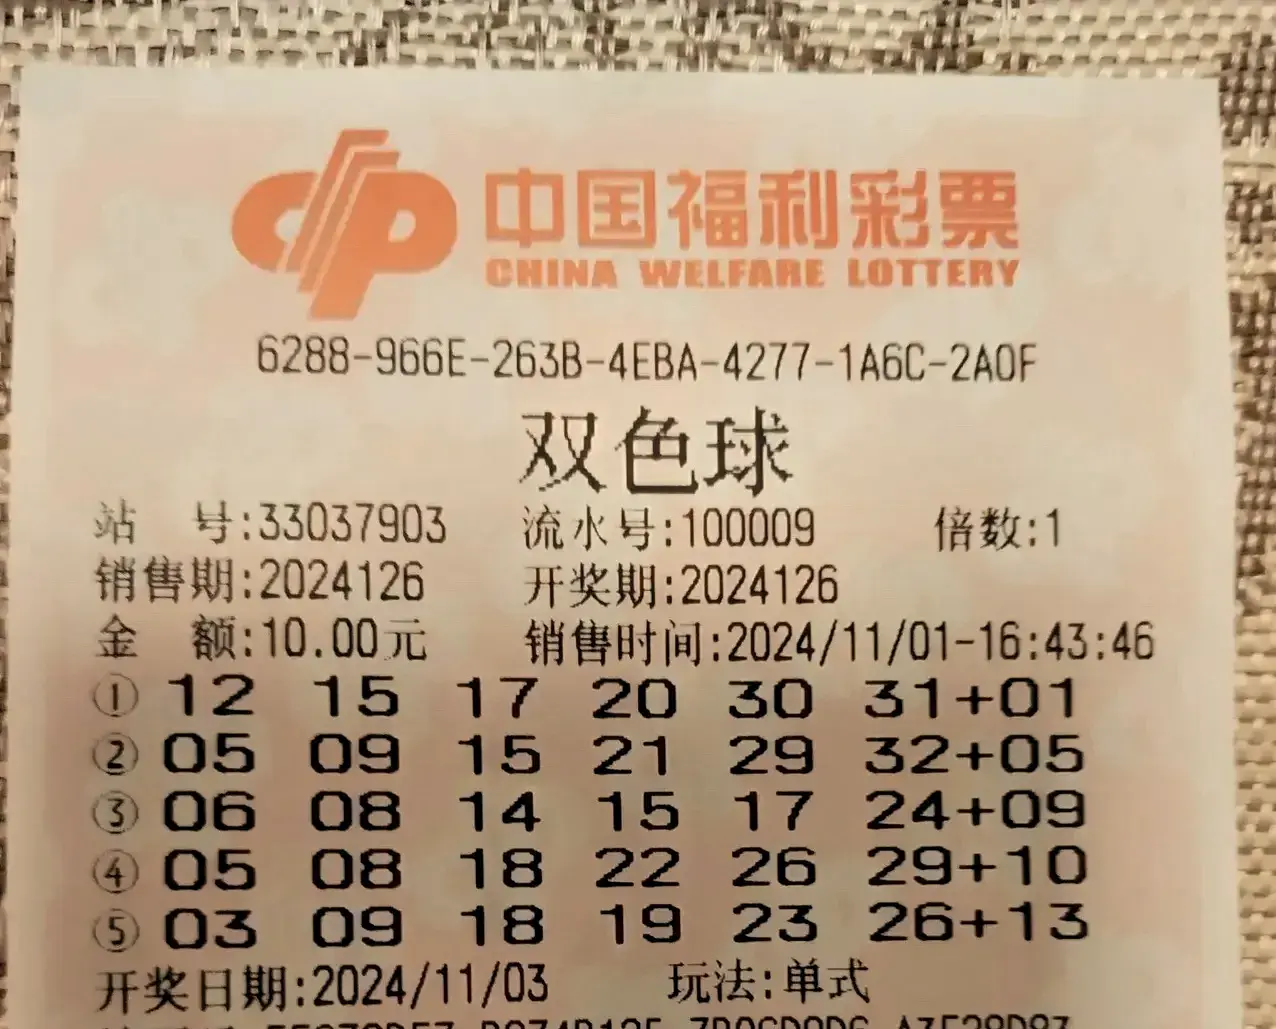 中国福利彩票
CHINA WELFARE LOTTERY
6288-966E-263B-4EBA-4277-1A6C-2A0F
双色球
站 号:33037903 流水号:100009 倍数:1
销售期:2024126 开奖期:2024126
金 额:10.00元 销售时间:2024/11/01-16:43:46
① 12 15 17 20 30 31+01
② 05 09 15 21 29 32+05
③ 06 08 14 15 17 24+09
④ 05 08 18 22 26 29+10
⑤ 03 09 18 19 23 26+13
开奖日期:2024/11/03 玩法:单式